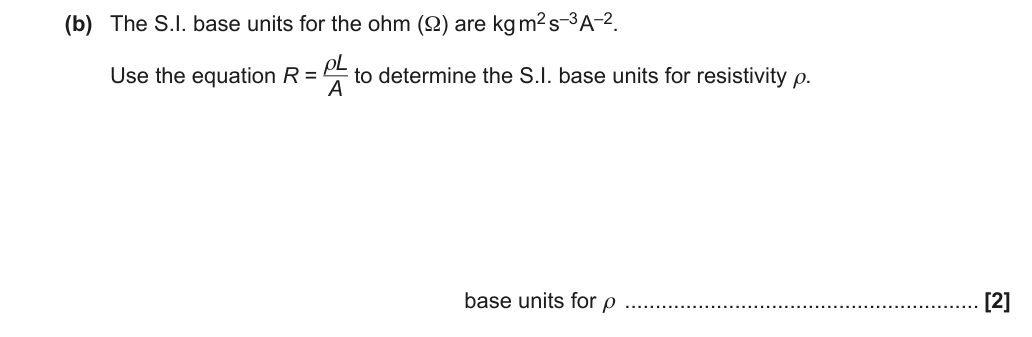 (b) The S.I. base units for the ohm (Ω) are kg m² s⁻³ A⁻².
Use the equation R = ρL/A to determine the S.I. base units for resistivity ρ.
base units for ρ .......................................................... [2]